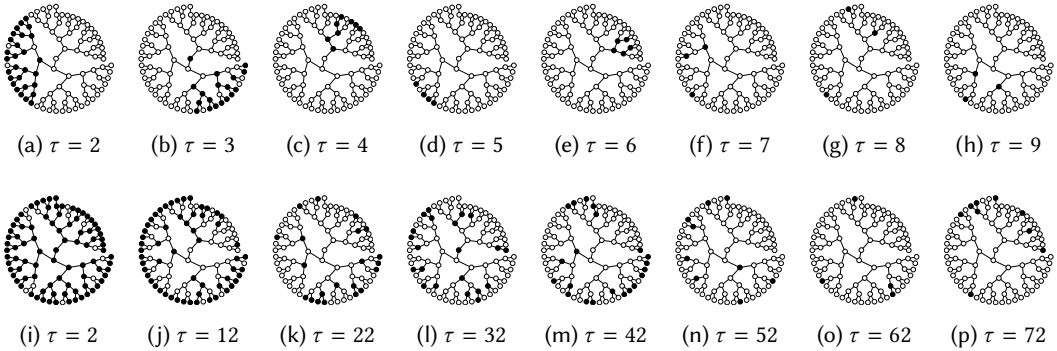 (a) τ = 2 (b) τ = 3 (c) τ = 4 (d) τ = 5 (e) τ = 6 (f) τ = 7 (g) τ = 8 (h) τ = 9
(i) τ = 2 (j) τ = 12 (k) τ = 22 (l) τ = 32 (m) τ = 42 (n) τ = 52 (o) τ = 62 (p) τ = 72